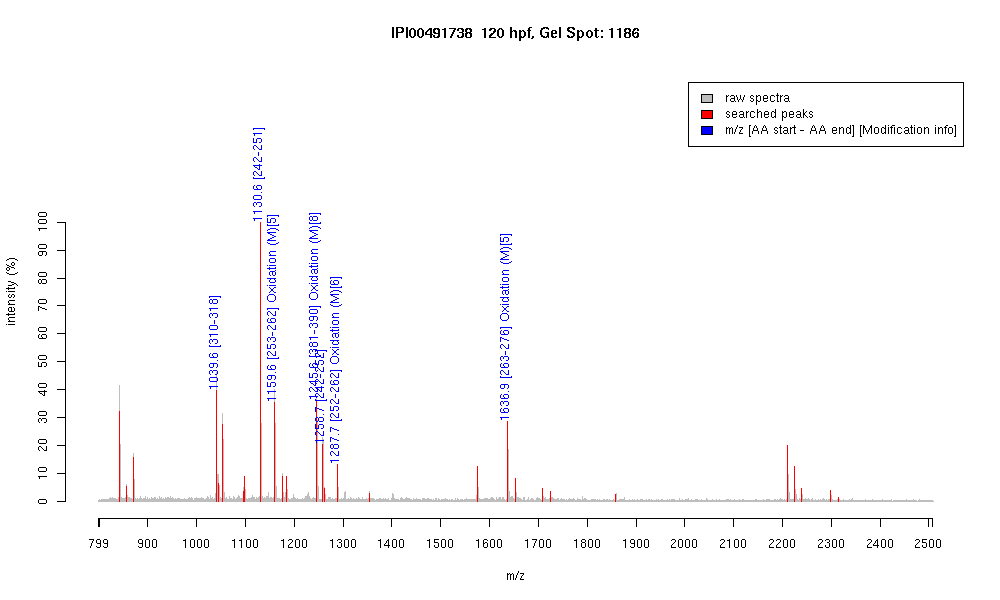 IPI00491738 120 hpf, Gel Spot: 1186
raw spectra
searched peaks
m/z [AA start - AA end] [Modification info]
1039.6 [310-318]
1130.6 [242-251]
1159.6 [253-262] Oxidation (M)[5]
1245.6 [381-390] Oxidation (M)[8]
1258.7 [242-252]
1287.7 [252-262] Oxidation (M)[6]
1636.9 [263-276] Oxidation (M)[5]
intensity (%)
100
90
80
70
60
50
40
30
20
10
0
799 900 1000 1100 1200 1300 1400 1500 1600 1700 1800 1900 2000 2100 2200 2300 2400 2500
m/z